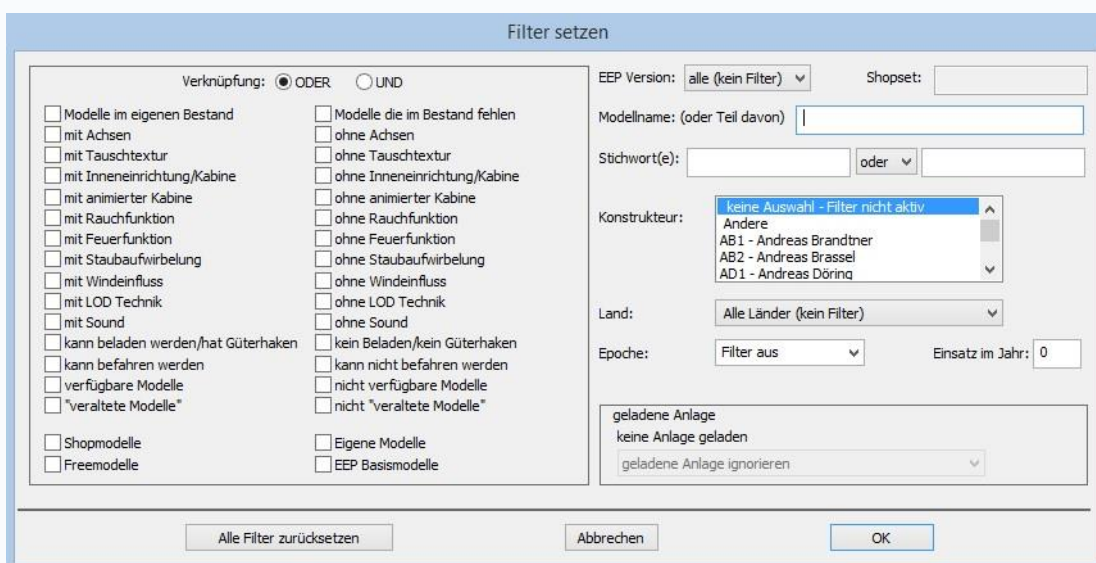 Filter setzen
Verknüpfung: ODER UND
Modelle im eigenen Bestand Modelle die im Bestand fehlen
mit Achsen ohne Achsen
mit Tauschtextur ohne Tauschtextur
mit Inneneinrichtung/Kabine ohne Inneneinrichtung/Kabine
mit animierter Kabine ohne animierter Kabine
mit Rauchfunktion ohne Rauchfunktion
mit Feuerfunktion ohne Feuerfunktion
mit Staubaufwirbelung ohne Staubaufwirbelung
mit Windeinfluss ohne Windeinfluss
mit LOD Technik ohne LOD Technik
mit Sound ohne Sound
kann beladen werden/hat Güterhaken kein Beladen/kein Güterhaken
kann befahren werden kann nicht befahren werden
verfügbare Modelle nicht verfügbare Modelle
"veraltete Modelle" nicht "veraltete Modelle"
Shopmodelle Eigene Modelle
Freemodelle EEP Basismodelle
EEP Version: alle (kein Filter) Shopset:
Modellname: (oder Teil davon)
Stichwort(e): oder
Konstrukteur: keine Auswahl - Filter nicht aktiv
Andere
AB1 - Andreas Brandtner
AB2 - Andreas Brassel
AD1 - Andreas Döring
Land: Alle Länder (kein Filter)
Epoche: Filter aus Einsatz im Jahr: 0
geladene Anlage
keine Anlage geladen
geladene Anlage ignorieren
Alle Filter zurücksetzen Abbrechen OK